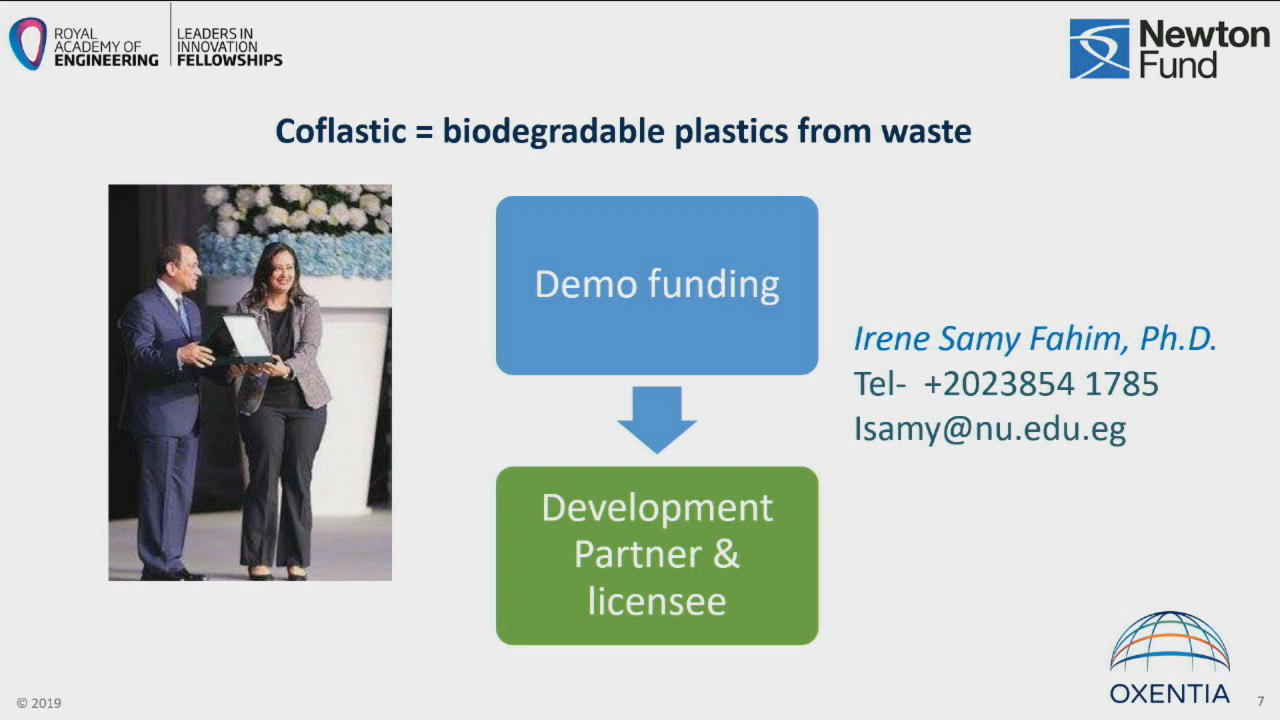 ROYAL
ACADEMY OF
ENGINEERING
LEADERS IN
INNOVATION
FELLOWSHIPS
Newton
Fund
Coflastic = biodegradable plastics from waste
Demo funding
Irene Samy Fahim, Ph.D.
Tel- +2023854 1785
Isamy@nu.edu.eg
Development
Partner &
licensee
OXENTIA
© 2019
7